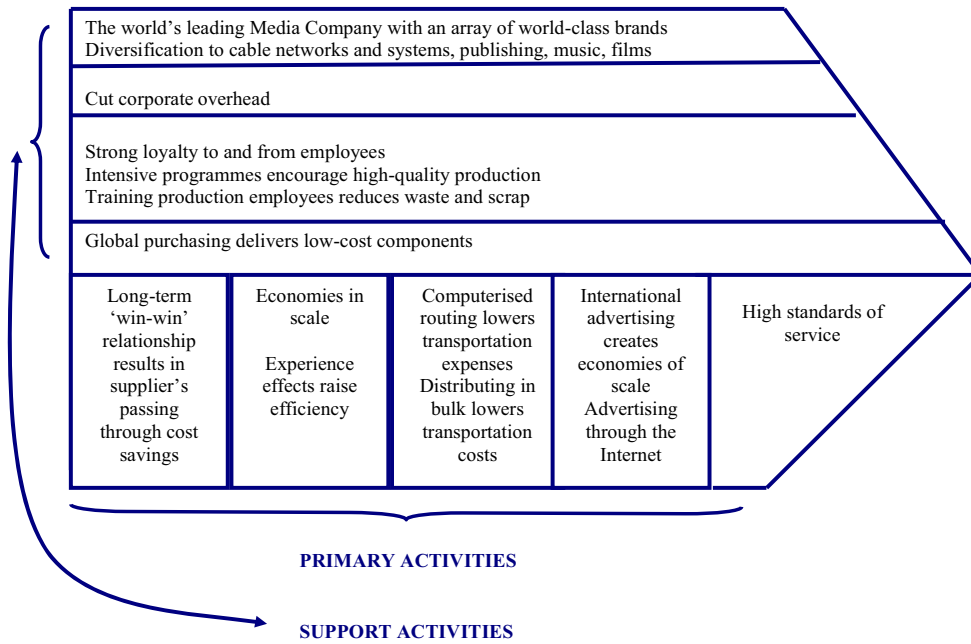 The world’s leading Media Company with an array of world-class brands
Diversification to cable networks and systems, publishing, music, films
Cut corporate overhead
Strong loyalty to and from employees
Intensive programmes encourage high-quality production
Training production employees reduces waste and scrap
Global purchasing delivers low-cost components
Long-term
‘win-win’
relationship
results in
supplier’s
passing
through cost
savings
Economies in
scale
Experience
effects raise
efficiency
Computerised
routing lowers
transportation
expenses
Distributing in
bulk lowers
transportation
costs
International
advertising
creates
economies of
scale
Advertising
through the
Internet
High standards of
service
PRIMARY ACTIVITIES
SUPPORT ACTIVITIES